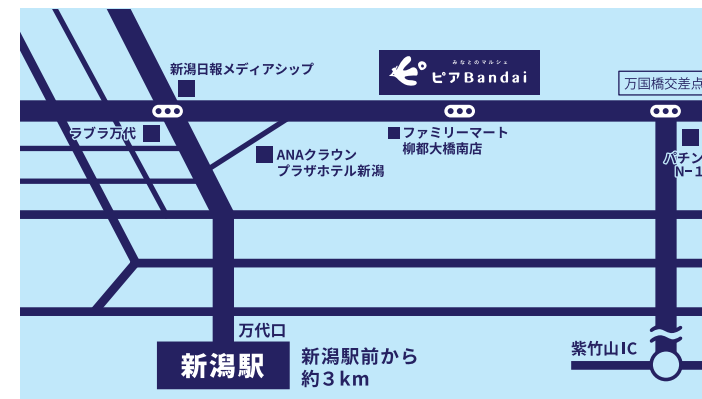 新潟日報メディアシップ
みなとのマルシェ
ピアBandai
万国橋交差点
ラブラ万代
ファミリーマート
柳都大橋南店
ANAクラウン
プラザホテル新潟
パチン
N-1
万代口
新潟駅
新潟駅前から
約3km
紫竹山IC